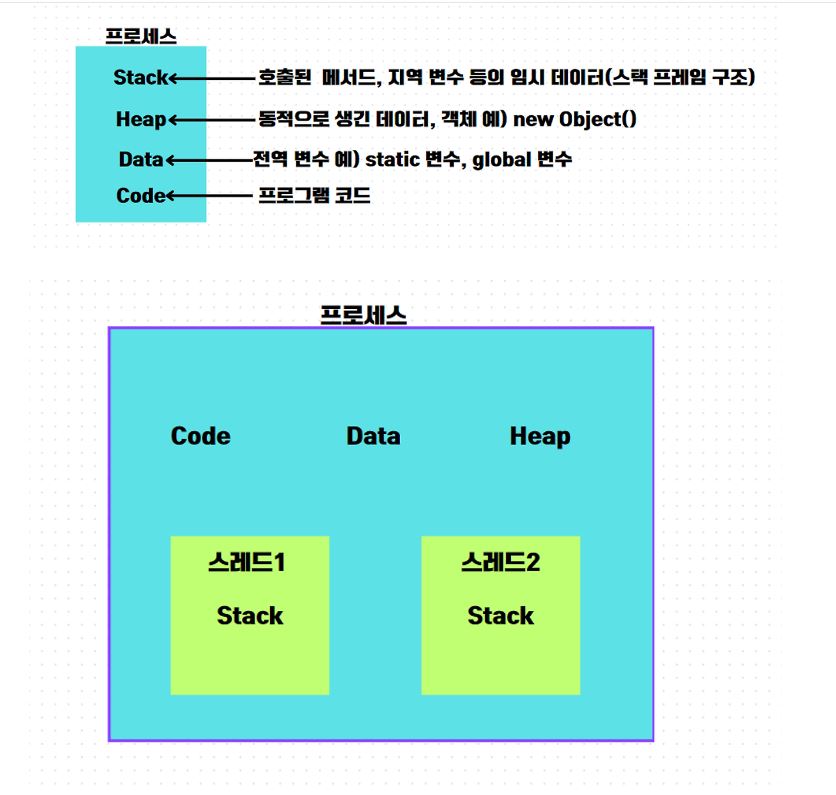 프로세스
Stack 호출된 메서드, 지역 변수 등의 임시 데이터(스택 프레임 구조)
Heap 동적으로 생긴 데이터, 객체 예) new Object()
Data 전역 변수 예) static 변수, global 변수
Code 프로그램 코드
프로세스
Code Data Heap
스레드1 스레드2
Stack Stack